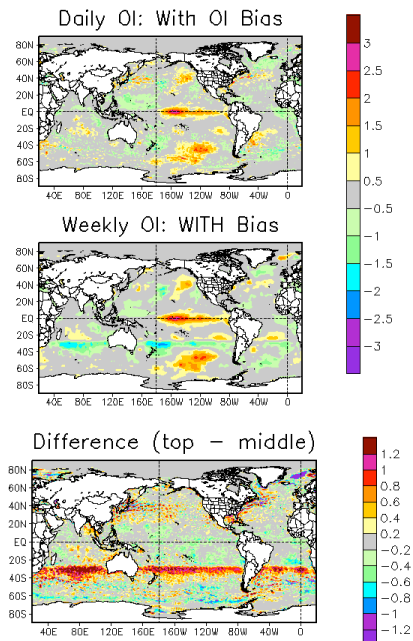 Daily OI: With OI Bias
80N
60N
40N
20N
EQ
20S
40S
60S
80S
40E 80E 120E 160E 160W 120W 80W 40W 0
Weekly OI: WITH Bias
80N
60N
40N
20N
EQ
20S
40S
60S
80S
40E 80E 120E 160E 160W 120W 80W 40W 0
3
2.5
2
1.5
1
0.5
-0.5
-1
-1.5
-2
-2.5
-3
Difference (top - middle)
80N
60N
40N
20N
EQ
20S
40S
60S
80S
40E 80E 120E 160E 160W 120W 80W 40W 0
1.2
1
0.8
0.6
0.4
0.2
-0.2
-0.4
-0.6
-0.8
-1
-1.2